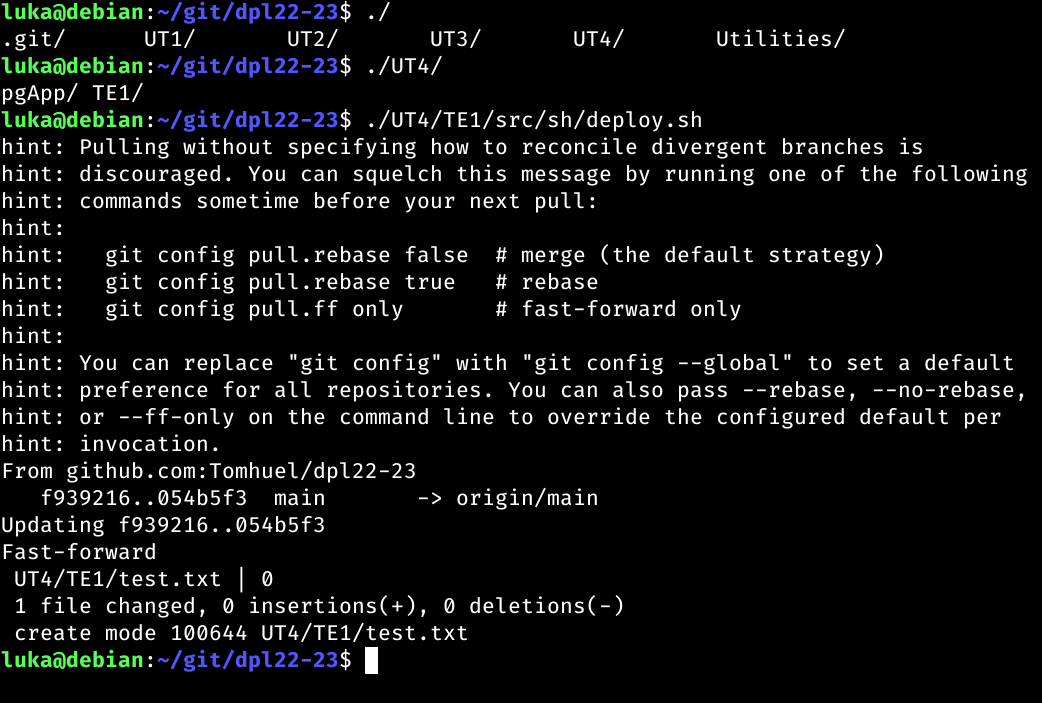 luka@debian:~/git/dpl22-23$ ./
.git/      UT1/       UT2/       UT3/       UT4/       Utilities/
luka@debian:~/git/dpl22-23$ ./UT4/
pgApp/ TE1/
luka@debian:~/git/dpl22-23$ ./UT4/TE1/src/sh/deploy.sh
hint: Pulling without specifying how to reconcile divergent branches is
hint: discouraged. You can squelch this message by running one of the following
hint: commands sometime before your next pull:
hint:
hint:   git config pull.rebase false  # merge (the default strategy)
hint:   git config pull.rebase true   # rebase
hint:   git config pull.ff only       # fast-forward only
hint:
hint: You can replace "git config" with "git config --global" to set a default
hint: preference for all repositories. You can also pass --rebase, --no-rebase,
hint: or --ff-only on the command line to override the configured default per
hint: invocation.
From github.com:Tomhuel/dpl22-23
   f939216..054b5f3  main       -> origin/main
Updating f939216..054b5f3
Fast-forward
 UT4/TE1/test.txt | 0
 1 file changed, 0 insertions(+), 0 deletions(-)
 create mode 100644 UT4/TE1/test.txt
luka@debian:~/git/dpl22-23$